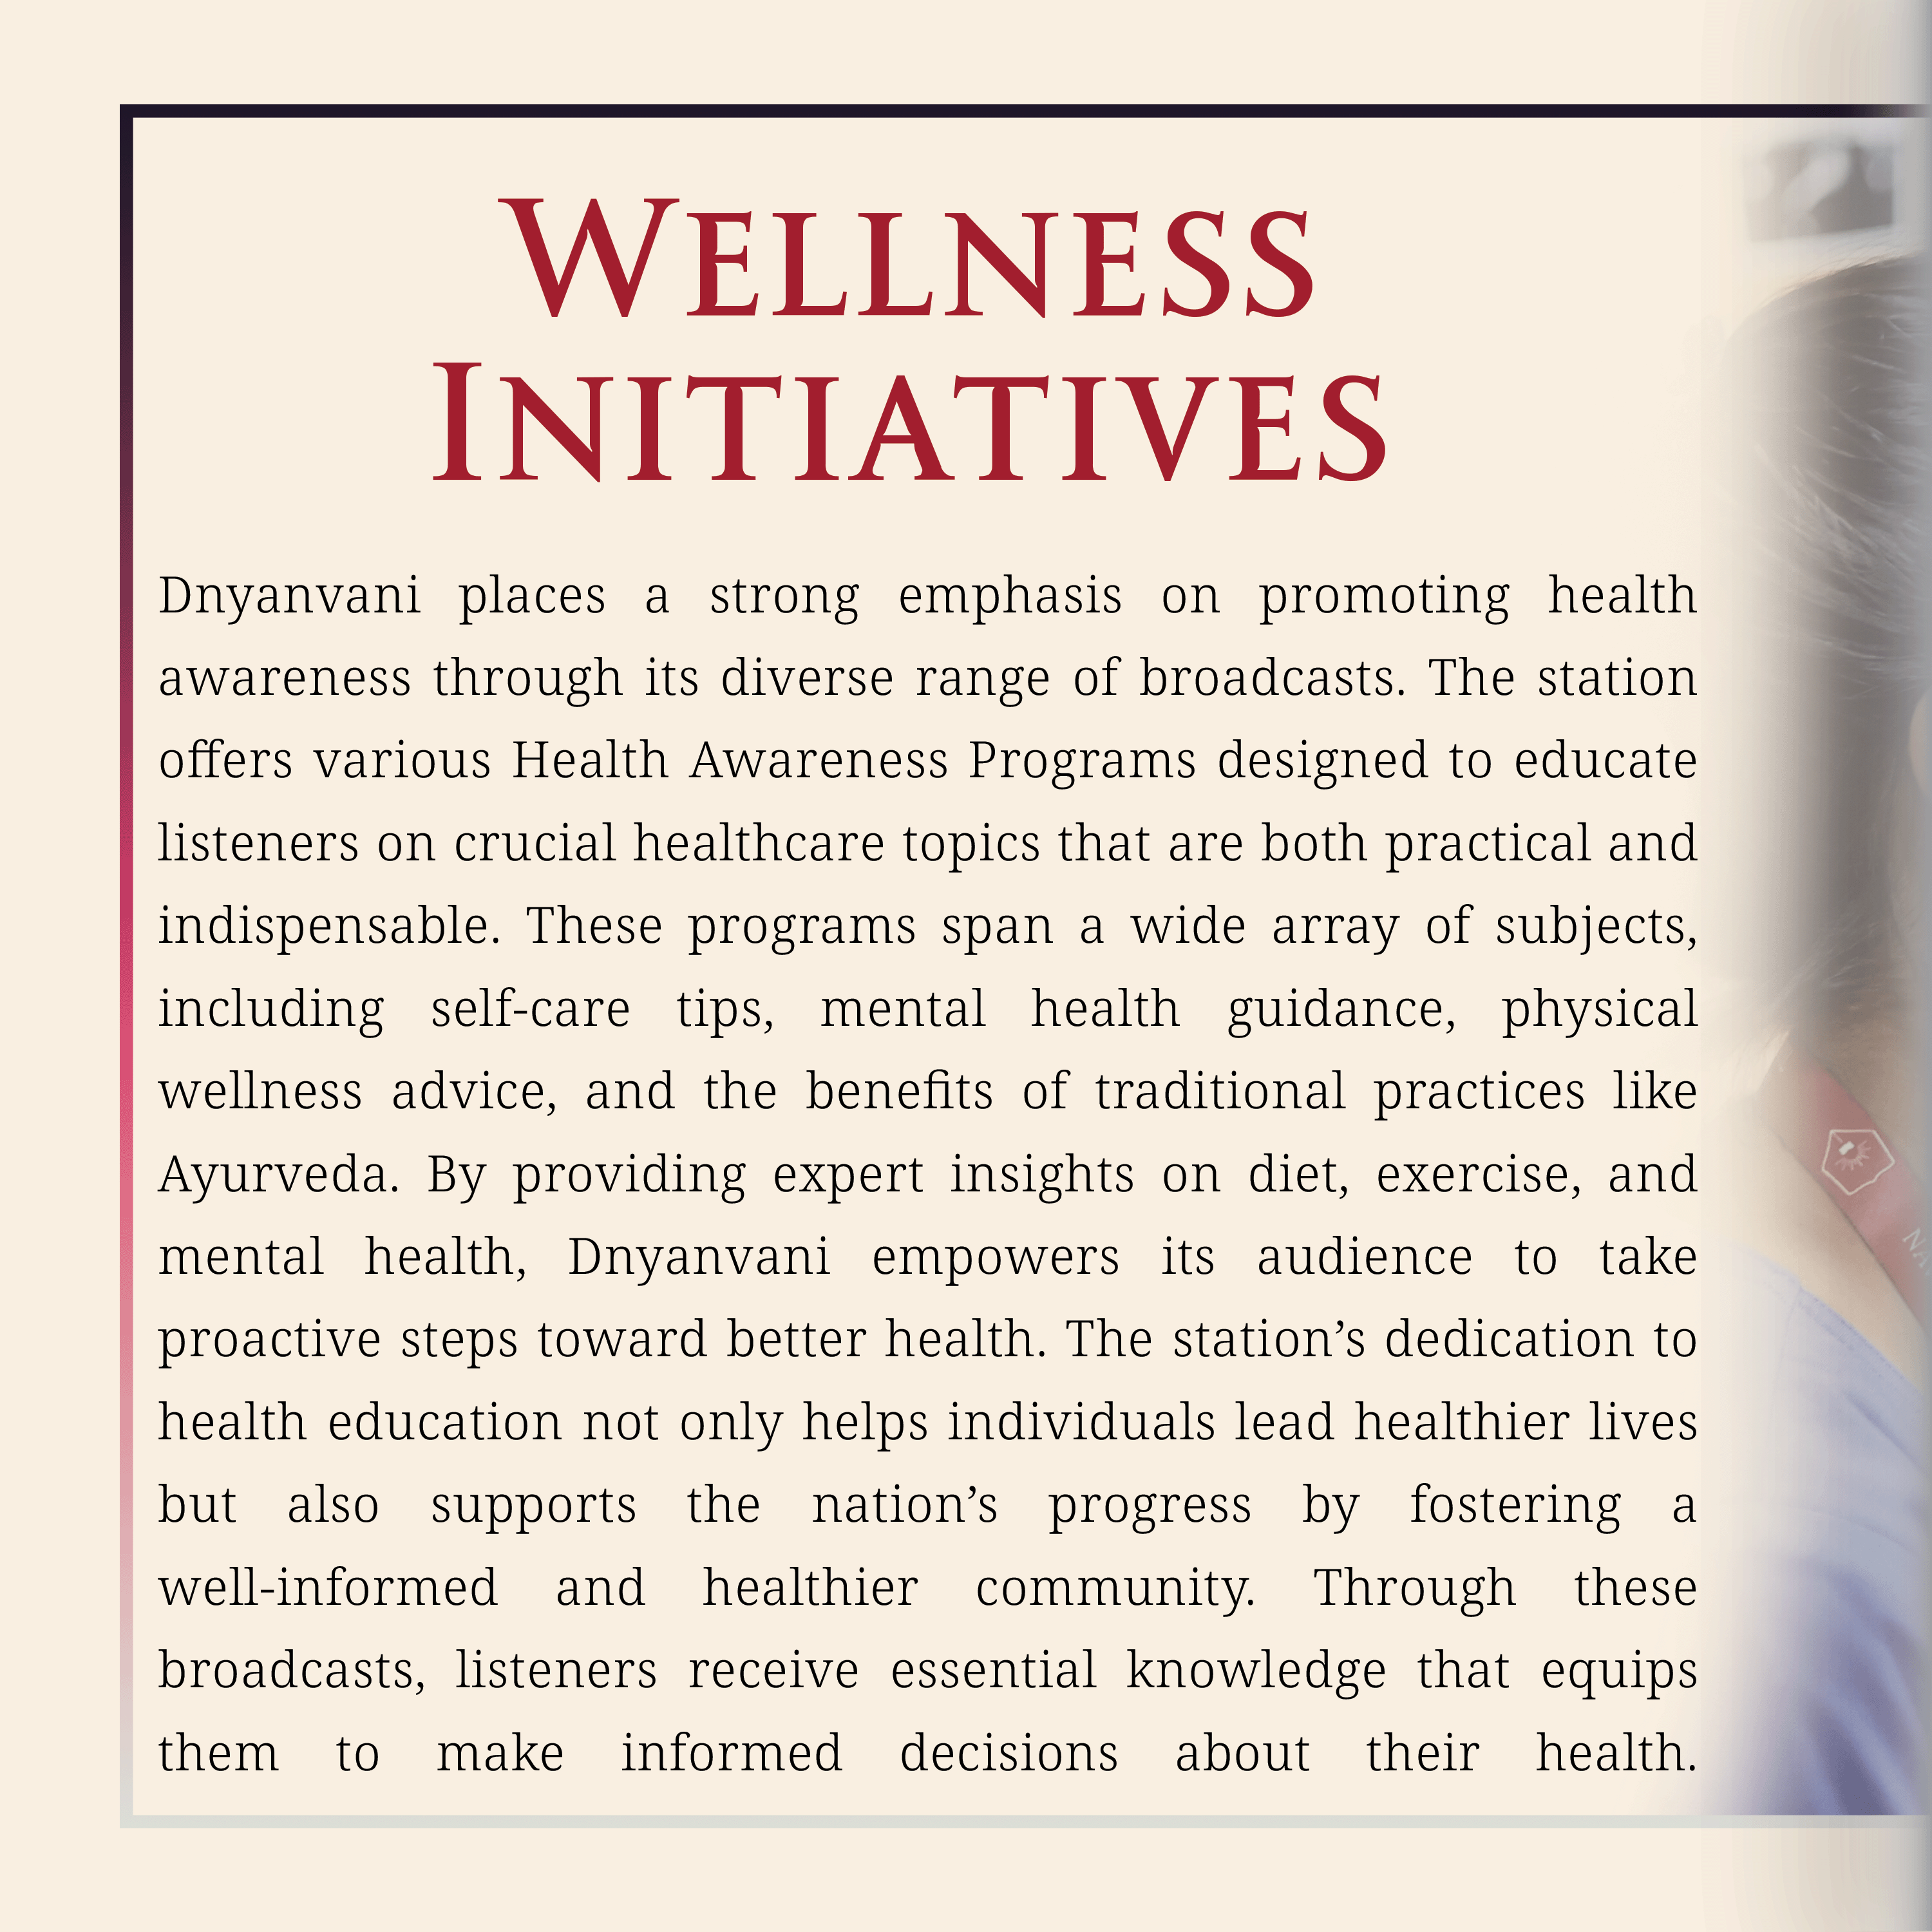 WELLNESS
INITIATIVES
Dnyanvani places a strong emphasis on promoting health
awareness through its diverse range of broadcasts. The station
offers various Health Awareness Programs designed to educate
listeners on crucial healthcare topics that are both practical and
indispensable. These programs span a wide array of subjects,
including self-care tips, mental health guidance, physical
wellness advice, and the benefits of traditional practices like
Ayurveda. By providing expert insights on diet, exercise, and
mental health, Dnyanvani empowers its audience to take
proactive steps toward better health. The station’s dedication to
health education not only helps individuals lead healthier lives
but also supports the nation’s progress by fostering a
well-informed and healthier community. Through these
broadcasts, listeners receive essential knowledge that equips
them to make informed decisions about their health.